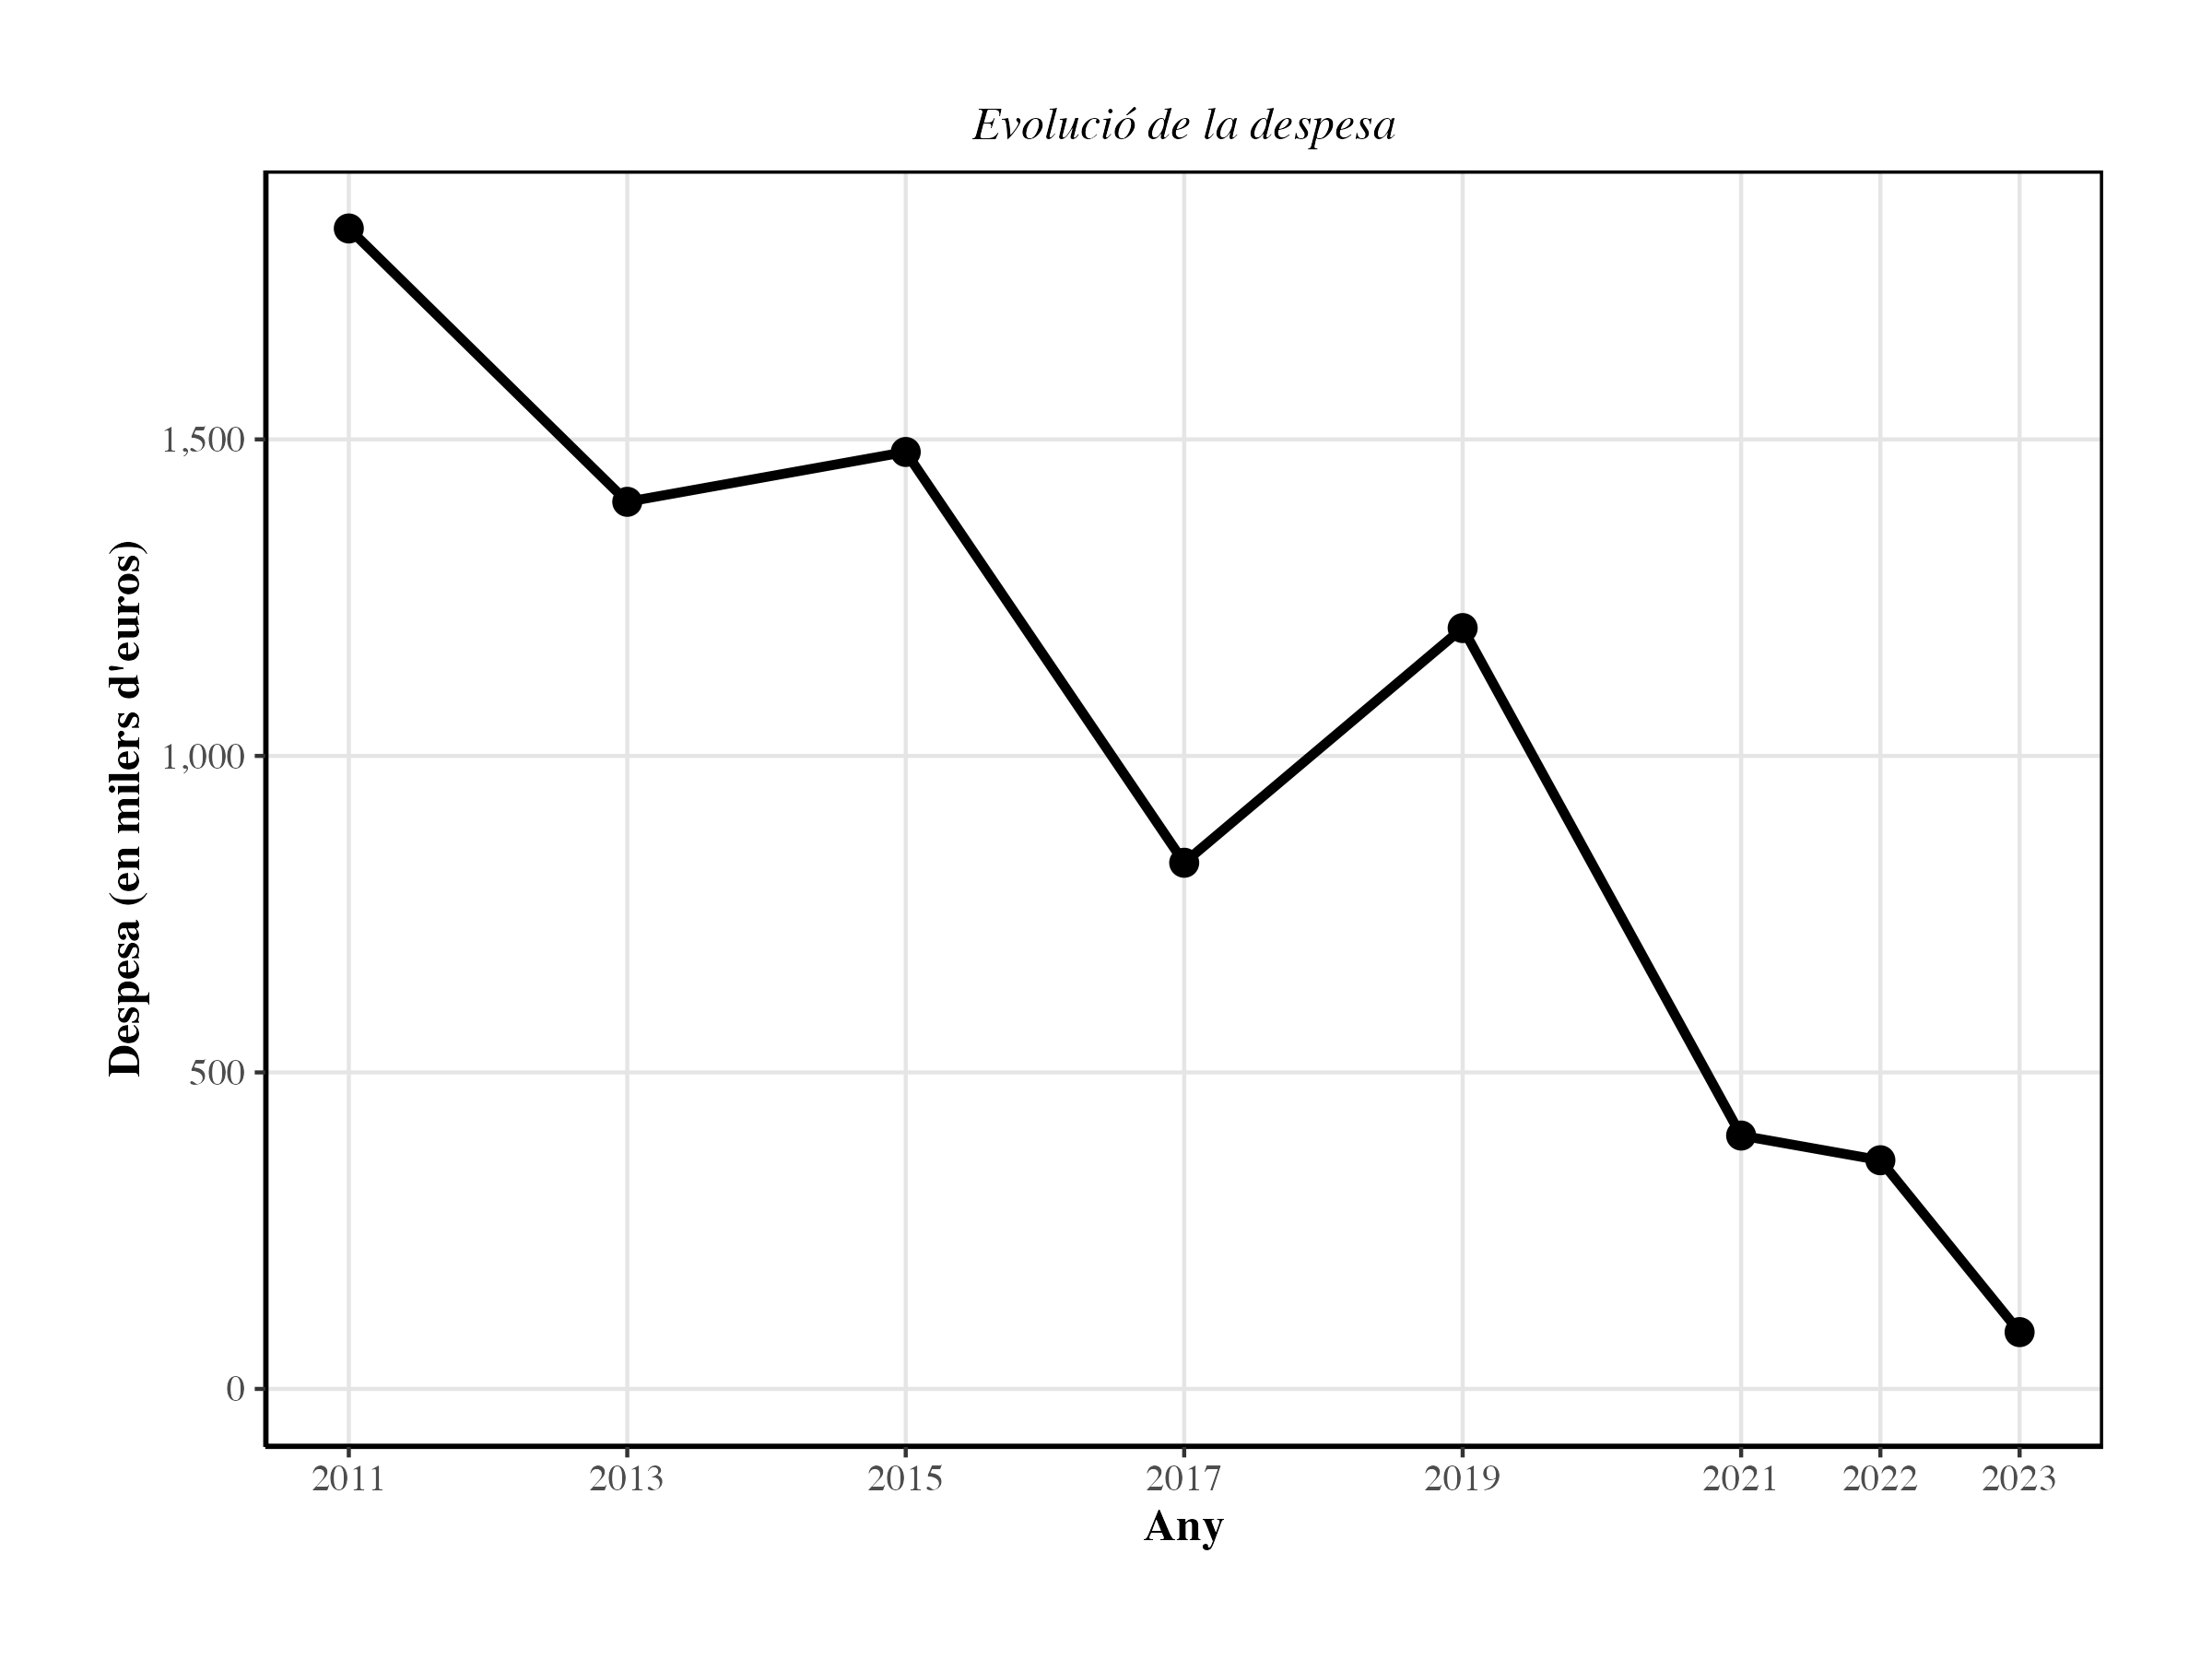 Evolució de la despesa
Despesa (en milers d'euros)
1,500
1,000
500
0
2011 2013 2015 2017 2019 2021 2022 2023
Any